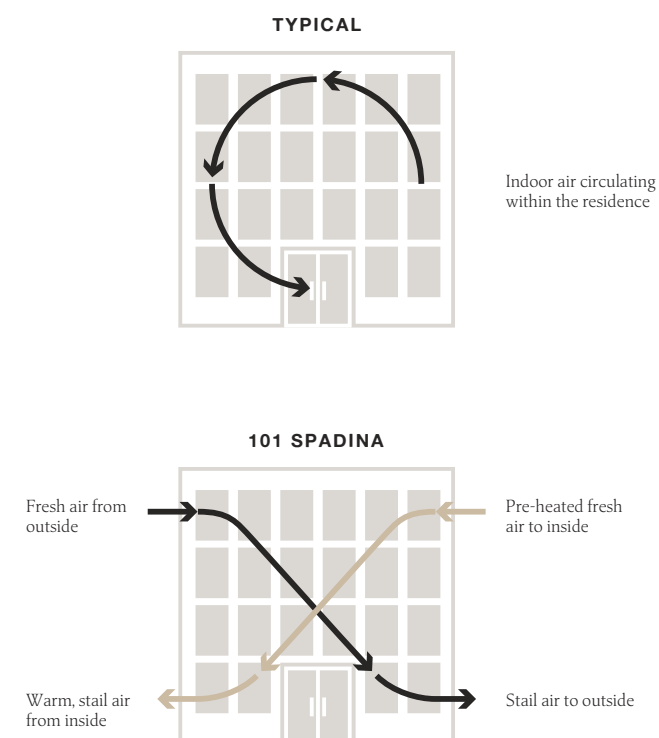 TYPICAL
Indoor air circulating
within the residence
101 SPADINA
Fresh air from
outside
Pre-heated fresh
air to inside
Warm, stail air
from inside
Stail air to outside